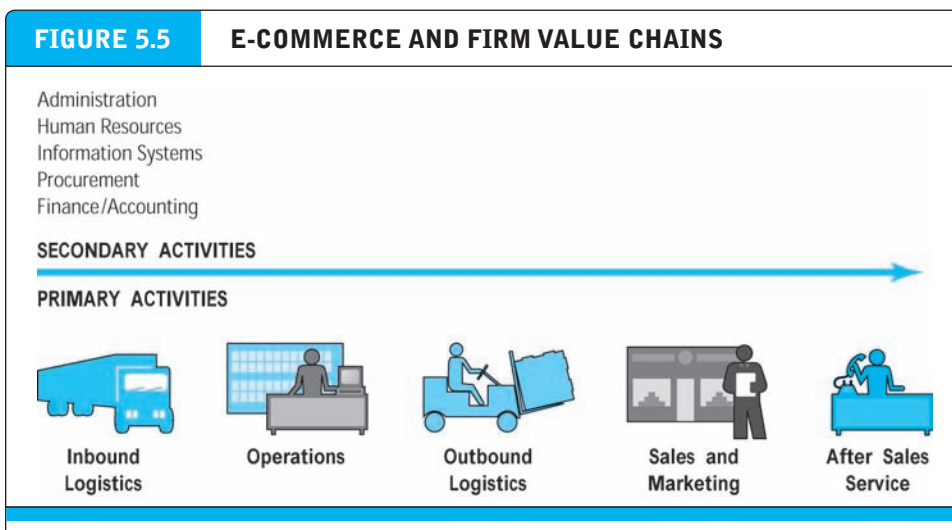 FIGURE 5.5 E-COMMERCE AND FIRM VALUE CHAINS
Administration
Human Resources
Information Systems
Procurement
Finance/Accounting
SECONDARY ACTIVITIES
PRIMARY ACTIVITIES
Inbound
Logistics
Operations
Outbound
Logistics
Sales and
Marketing
After Sales
Service